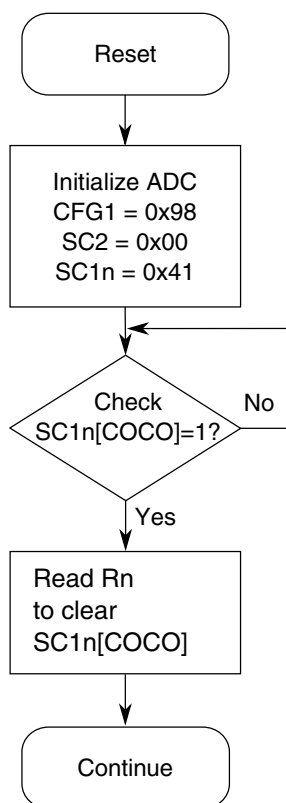 Reset
Initialize ADC
CFG1 = 0x98
SC2 = 0x00
SC1n = 0x41
Check
SC1n[COCO]=1?
No
Yes
Read Rn
to clear
SC1n[COCO]
Continue